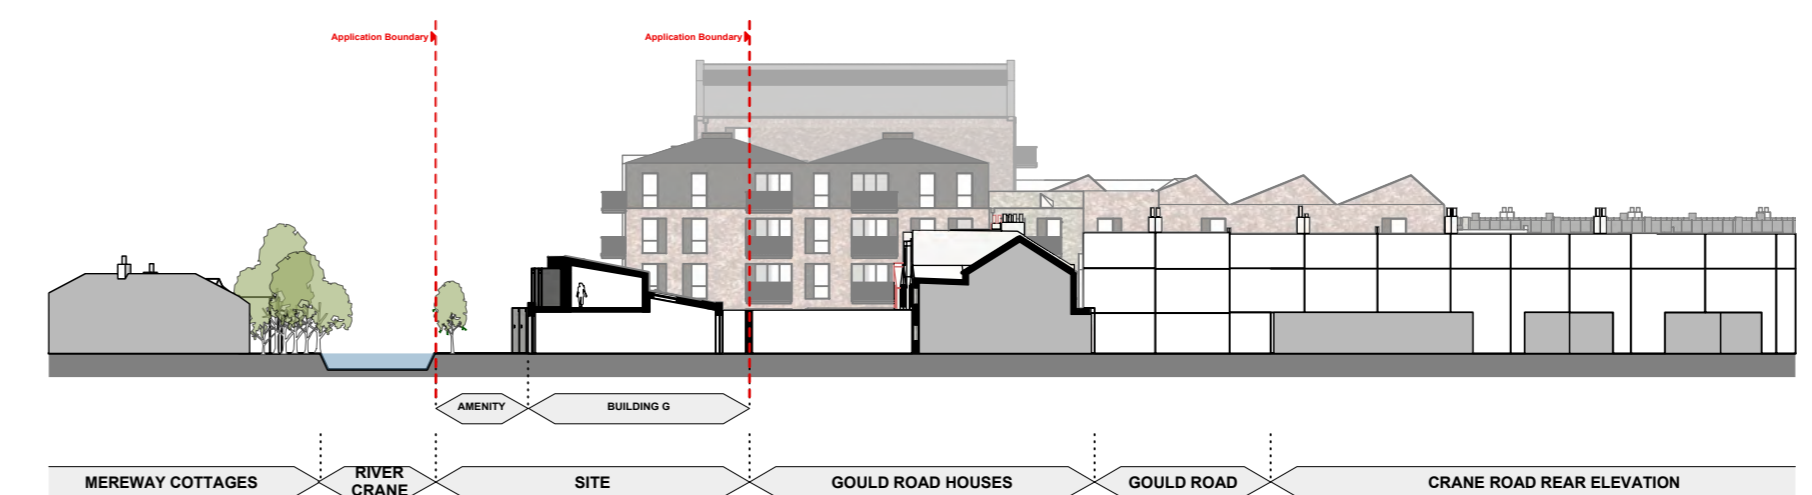 Application Boundary
Application Boundary
AMENITY
BUILDING G
MEREWAY COTTAGES
RIVER
CRANE
SITE
GOULD ROAD HOUSES
GOULD ROAD
CRANE ROAD REAR ELEVATION